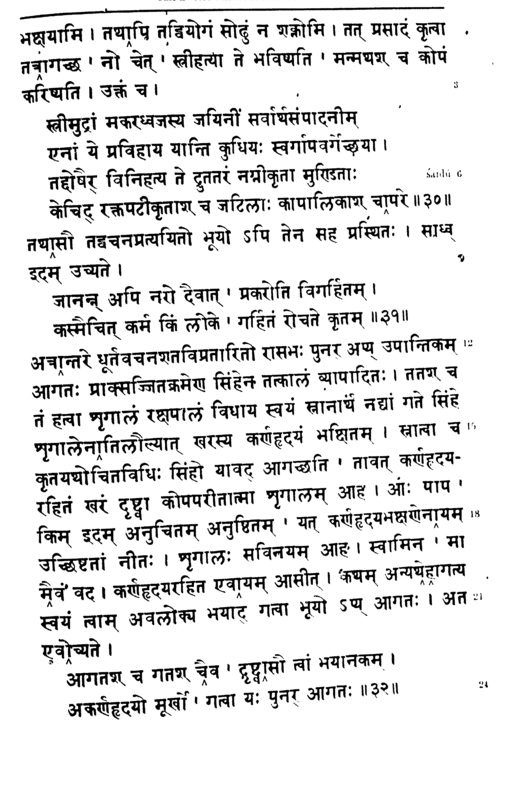 भक्षयामि । तथापि तद्वियोगं सोढुं न शक्नोमि । तत् प्रसादं कृत्वा
तत्रागच्छ ' नो चेत् ' स्त्रीहत्या ते भविष्यति ' मन्मथश् च कोपं
करिष्यति । उक्तं च । 3
स्त्रीमुद्रां मकरध्वजस्य जयिनीं सर्वार्थसंपादनीम्
एनां ये प्रविहाय यान्ति कुधियः स्वर्गापवर्गेच्छया ।
तद्दोषैर् विनिहत्य ते द्रुततरं नग्नीकृता मुण्डिताः Śārdū 6
केचिद् रक्तपटीकृताश् च जटिलाः कापालिकाश् चापरे ॥३०॥
तथासौ तद्वचनप्रत्ययितो भूयो ऽपि तेन सह प्रस्थितः । साध्व्
इदम् उच्यते । 9
जानन्न् अपि नरो दैवात् ' प्रकरोति विगर्हितम् ।
कस्मैचित् कर्म किं लोके ' गर्हितं रोचते कृतम् ॥३१॥
अत्रान्तरे धूर्तवचनशतविप्रतारितो रासभः पुनर् अप्य् उपान्तिकम् 12
आगतः प्राक्सज्जितक्रमेण सिंहेन तत्कालं व्यापादितः । ततश् च
तं हत्वा शृगालं रक्षपालं विधाय स्वयं स्नानार्थं नद्यां गते सिंहे
शृगालेनातिलौल्यात् खरस्य कर्णहृदयं भक्षितम् । स्नात्वा च 15
कृतयथोचितविधिः सिंहो यावद् आगच्छति ' तावत् कर्णहृदय-
रहितं खरं दृष्ट्वा कोपपरीतात्मा शृगालम् आह । आः पाप '
किम् इदम् अनुचितम् अनुष्ठितम् ' यत् कर्णहृदयभक्षणेनायम् 18
उच्छिष्टतां नीतः । शृगालः सविनयम् आह । स्वामिन् ' मा
मैवं वद । कर्णहृदयरहित एवायम् आसीत् । कथम् अन्यथेहागत्य
स्वयं त्वाम् अवलोक्य भयाद् गत्वा भूयो ऽप्य् आगतः । अत 21
एवोच्यते ।
आगतश् च गतश् चैव ' दृष्ट्वासौ त्वां भयानकम् ।
अकर्णहृदयो मूर्खो ' गत्वा यः पुनर् आगतः ॥३२॥ 24